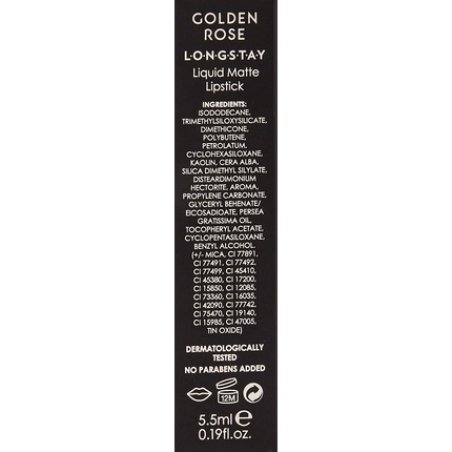 GOLDEN
ROSE
L•O•N•G•S•T•A•Y
Liquid Matte
Lipstick
INGREDIENTS:
ISODODECANE,
TRIMETHYLSILOXYSILICATE,
DIMETHICONE,
POLYBUTENE,
PETROLATUM,
CYCLOHEXASILOXANE,
KAOLIN, CERA ALBA,
SILICA DIMETHYL SILYLATE,
DISTEARDIMONIUM
HECTORITE, AROMA,
PROPYLENE CARBONATE,
GLYCERYL BEHENATE/
EICOSADIOATE, PERSEA
GRATISSIMA OIL,
TOCOPHERYL ACETATE,
CYCLOPENTASILOXANE,
BENZYL ALCOHOL.
(+/- MICA, CI 77891,
CI 77491, CI 77492,
CI 77499, CI 45410,
CI 45380, CI 17200,
CI 15850, CI 12085,
CI 73360, CI 16035,
CI 42090, CI 77742,
CI 75470, CI 19140,
CI 15985, CI 47005,
TIN OXIDE)
DERMATOLOGICALLY
TESTED
NO PARABENS ADDED
12M
5.5ml e
0.19fl.oz.